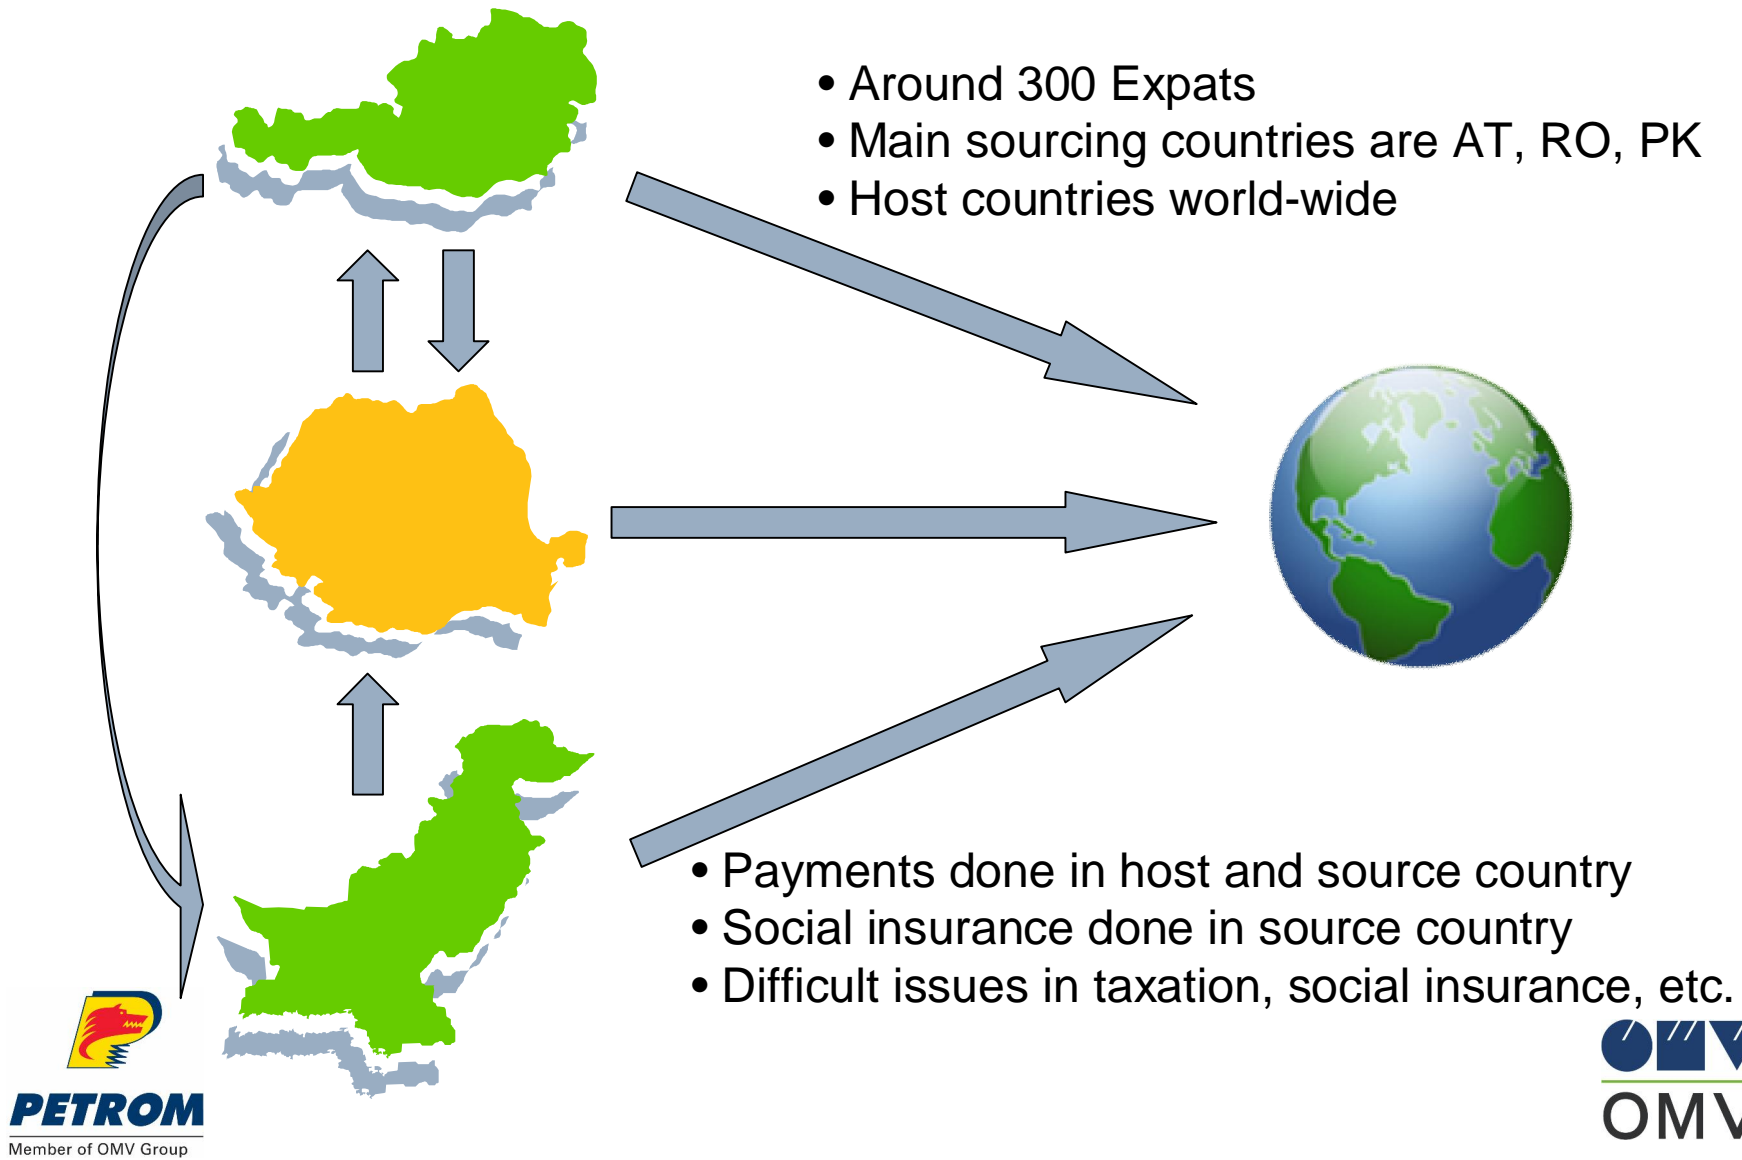 • Around 300 Expats
• Main sourcing countries are AT, RO, PK
• Host countries world-wide
• Payments done in host and source country
• Social insurance done in source country
• Difficult issues in taxation, social insurance, etc.
PETROM
Member of OMV Group
OMV
OMV